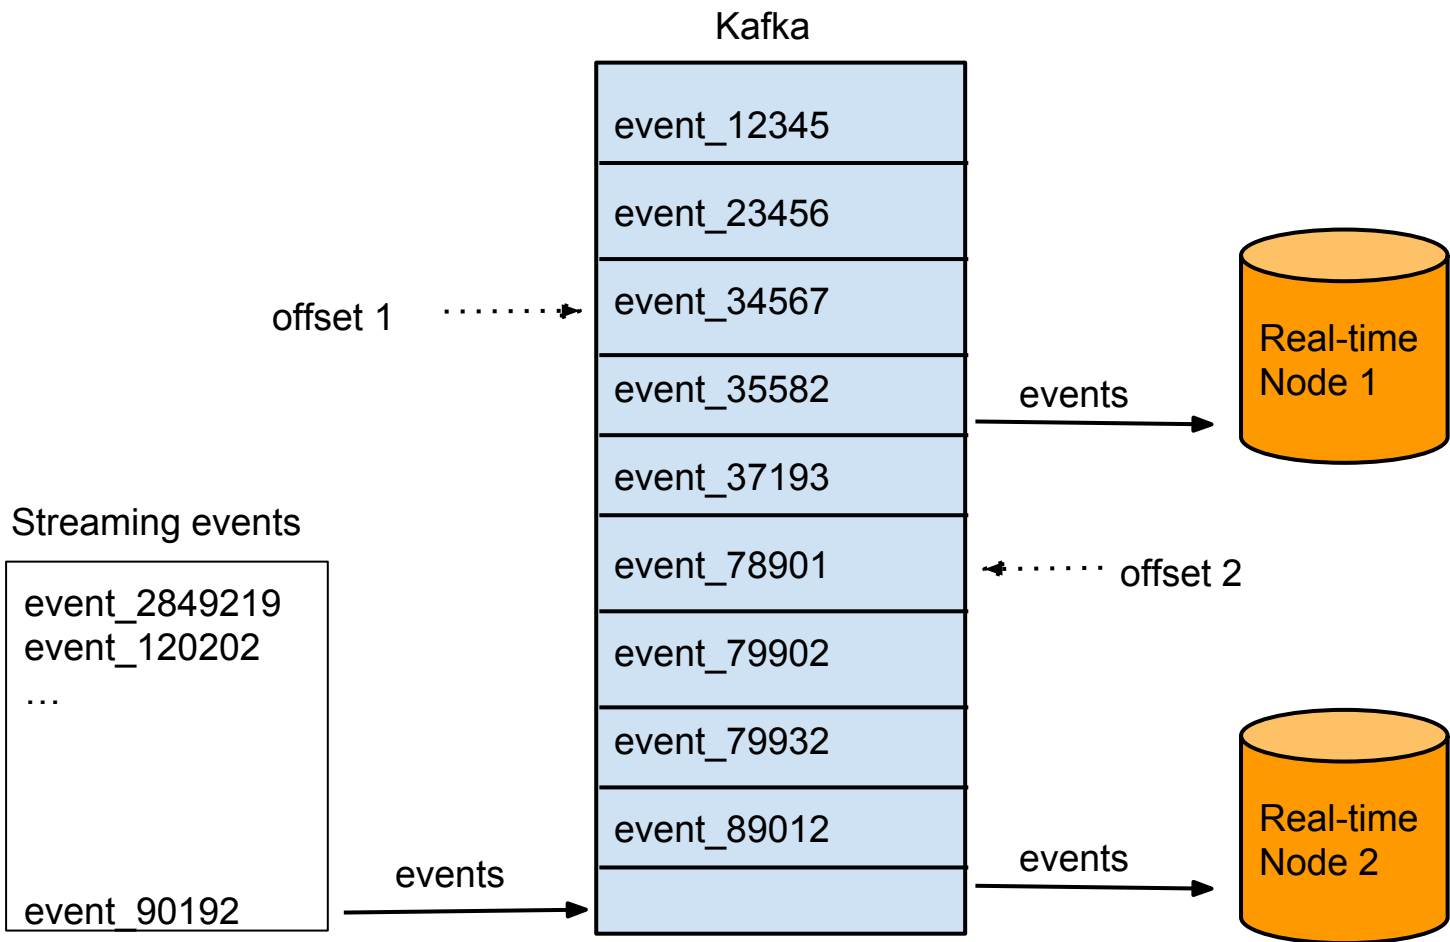 Kafka
event_12345
event_23456
event_34567
event_35582
event_37193
event_78901
event_79902
event_79932
event_89012
offset 1
offset 2
Streaming events
event_2849219
event_120202
…
event_90192
events
events
Real-time
Node 1
events
Real-time
Node 2